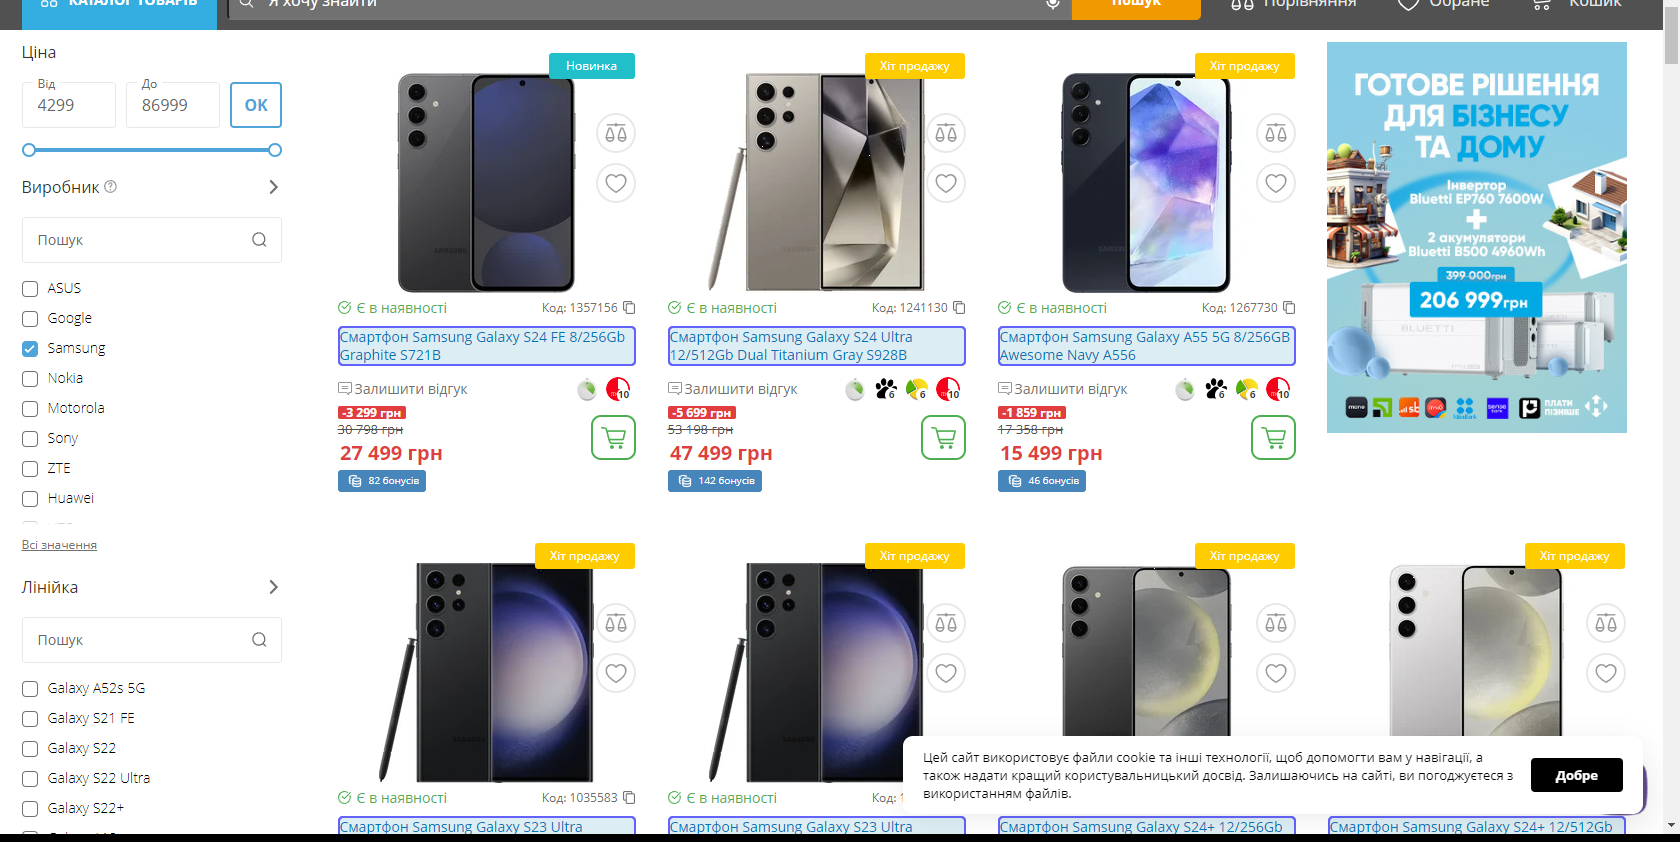 КАТАЛОГ ТОВАРІВ
Я хочу знайти
Пошук
Порівняння
Обране
Кошик
Ціна
Від
4299
До
86999
OK
Виробник
Пошук
ASUS
Google
Samsung
Nokia
Motorola
Sony
ZTE
Huawei
Всі значення
Лінійка
Пошук
Galaxy A52s 5G
Galaxy S21 FE
Galaxy S22
Galaxy S22 Ultra
Galaxy S22+
Новинка
Є в наявності
Код: 1357156
Смартфон Samsung Galaxy S24 FE 8/256Gb
Graphite S721B
Залишити відгук
10
-3 299 грн
30 798 грн
27 499 грн
82 бонусів
Хіт продажу
Є в наявності
Код: 1241130
Смартфон Samsung Galaxy S24 Ultra
12/512Gb Dual Titanium Gray S928B
Залишити відгук
6
6
10
-5 699 грн
53 198 грн
47 499 грн
142 бонусів
Хіт продажу
Є в наявності
Код: 1267730
Смартфон Samsung Galaxy A55 5G 8/256GB
Awesome Navy A556
Залишити відгук
6
6
10
-1 859 грн
17 358 грн
15 499 грн
46 бонусів
ГОТОВЕ РІШЕННЯ
ДЛЯ БІЗНЕСУ
ТА ДОМУ
Інвертор
Bluetti EP760 7600W
+
2 акумулятори
Bluetti B500 4960Wh
399 000грн
206 999грн
BLUETTI
mono
sense bank
ПЛАТИ
ПІЗНІШЕ
Хіт продажу
Є в наявності
Код: 1035583
Смартфон Samsung Galaxy S23 Ultra
Хіт продажу
Є в наявності
Код: 1
Смартфон Samsung Galaxy S23 Ultra
Хіт продажу
Смартфон Samsung Galaxy S24+ 12/256Gb
Хіт продажу
Смартфон Samsung Galaxy S24+ 12/512Gb
Цей сайт використовує файли cookie та інші технології, щоб допомогти вам у навігації, а
також надати кращий користувальницький досвід. Залишаючись на сайті, ви погоджуєтеся з
використанням файлів.
Добре